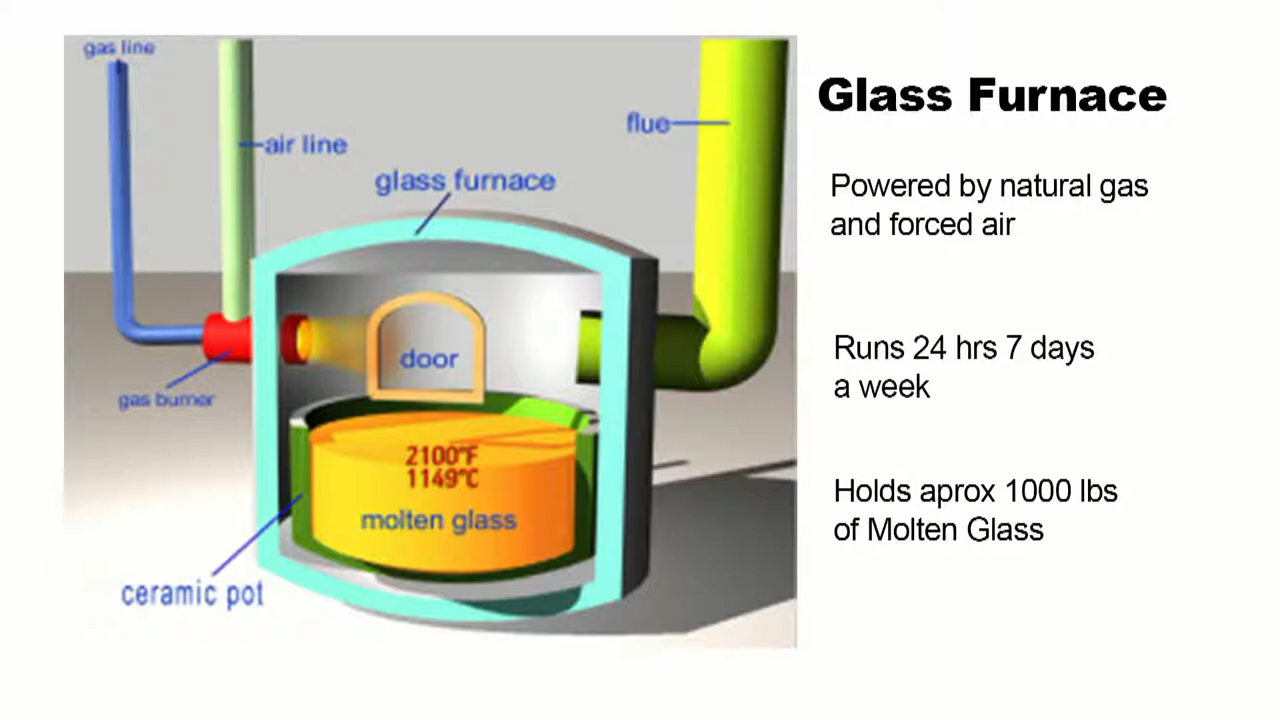 gas line
air line
flue
Glass Furnace
glass furnace
Powered by natural gas
and forced air
door
Runs 24 hrs 7 days
a week
gas burner
2100°F
1149°C
molten glass
Holds aprox 1000 lbs
of Molten Glass
ceramic pot